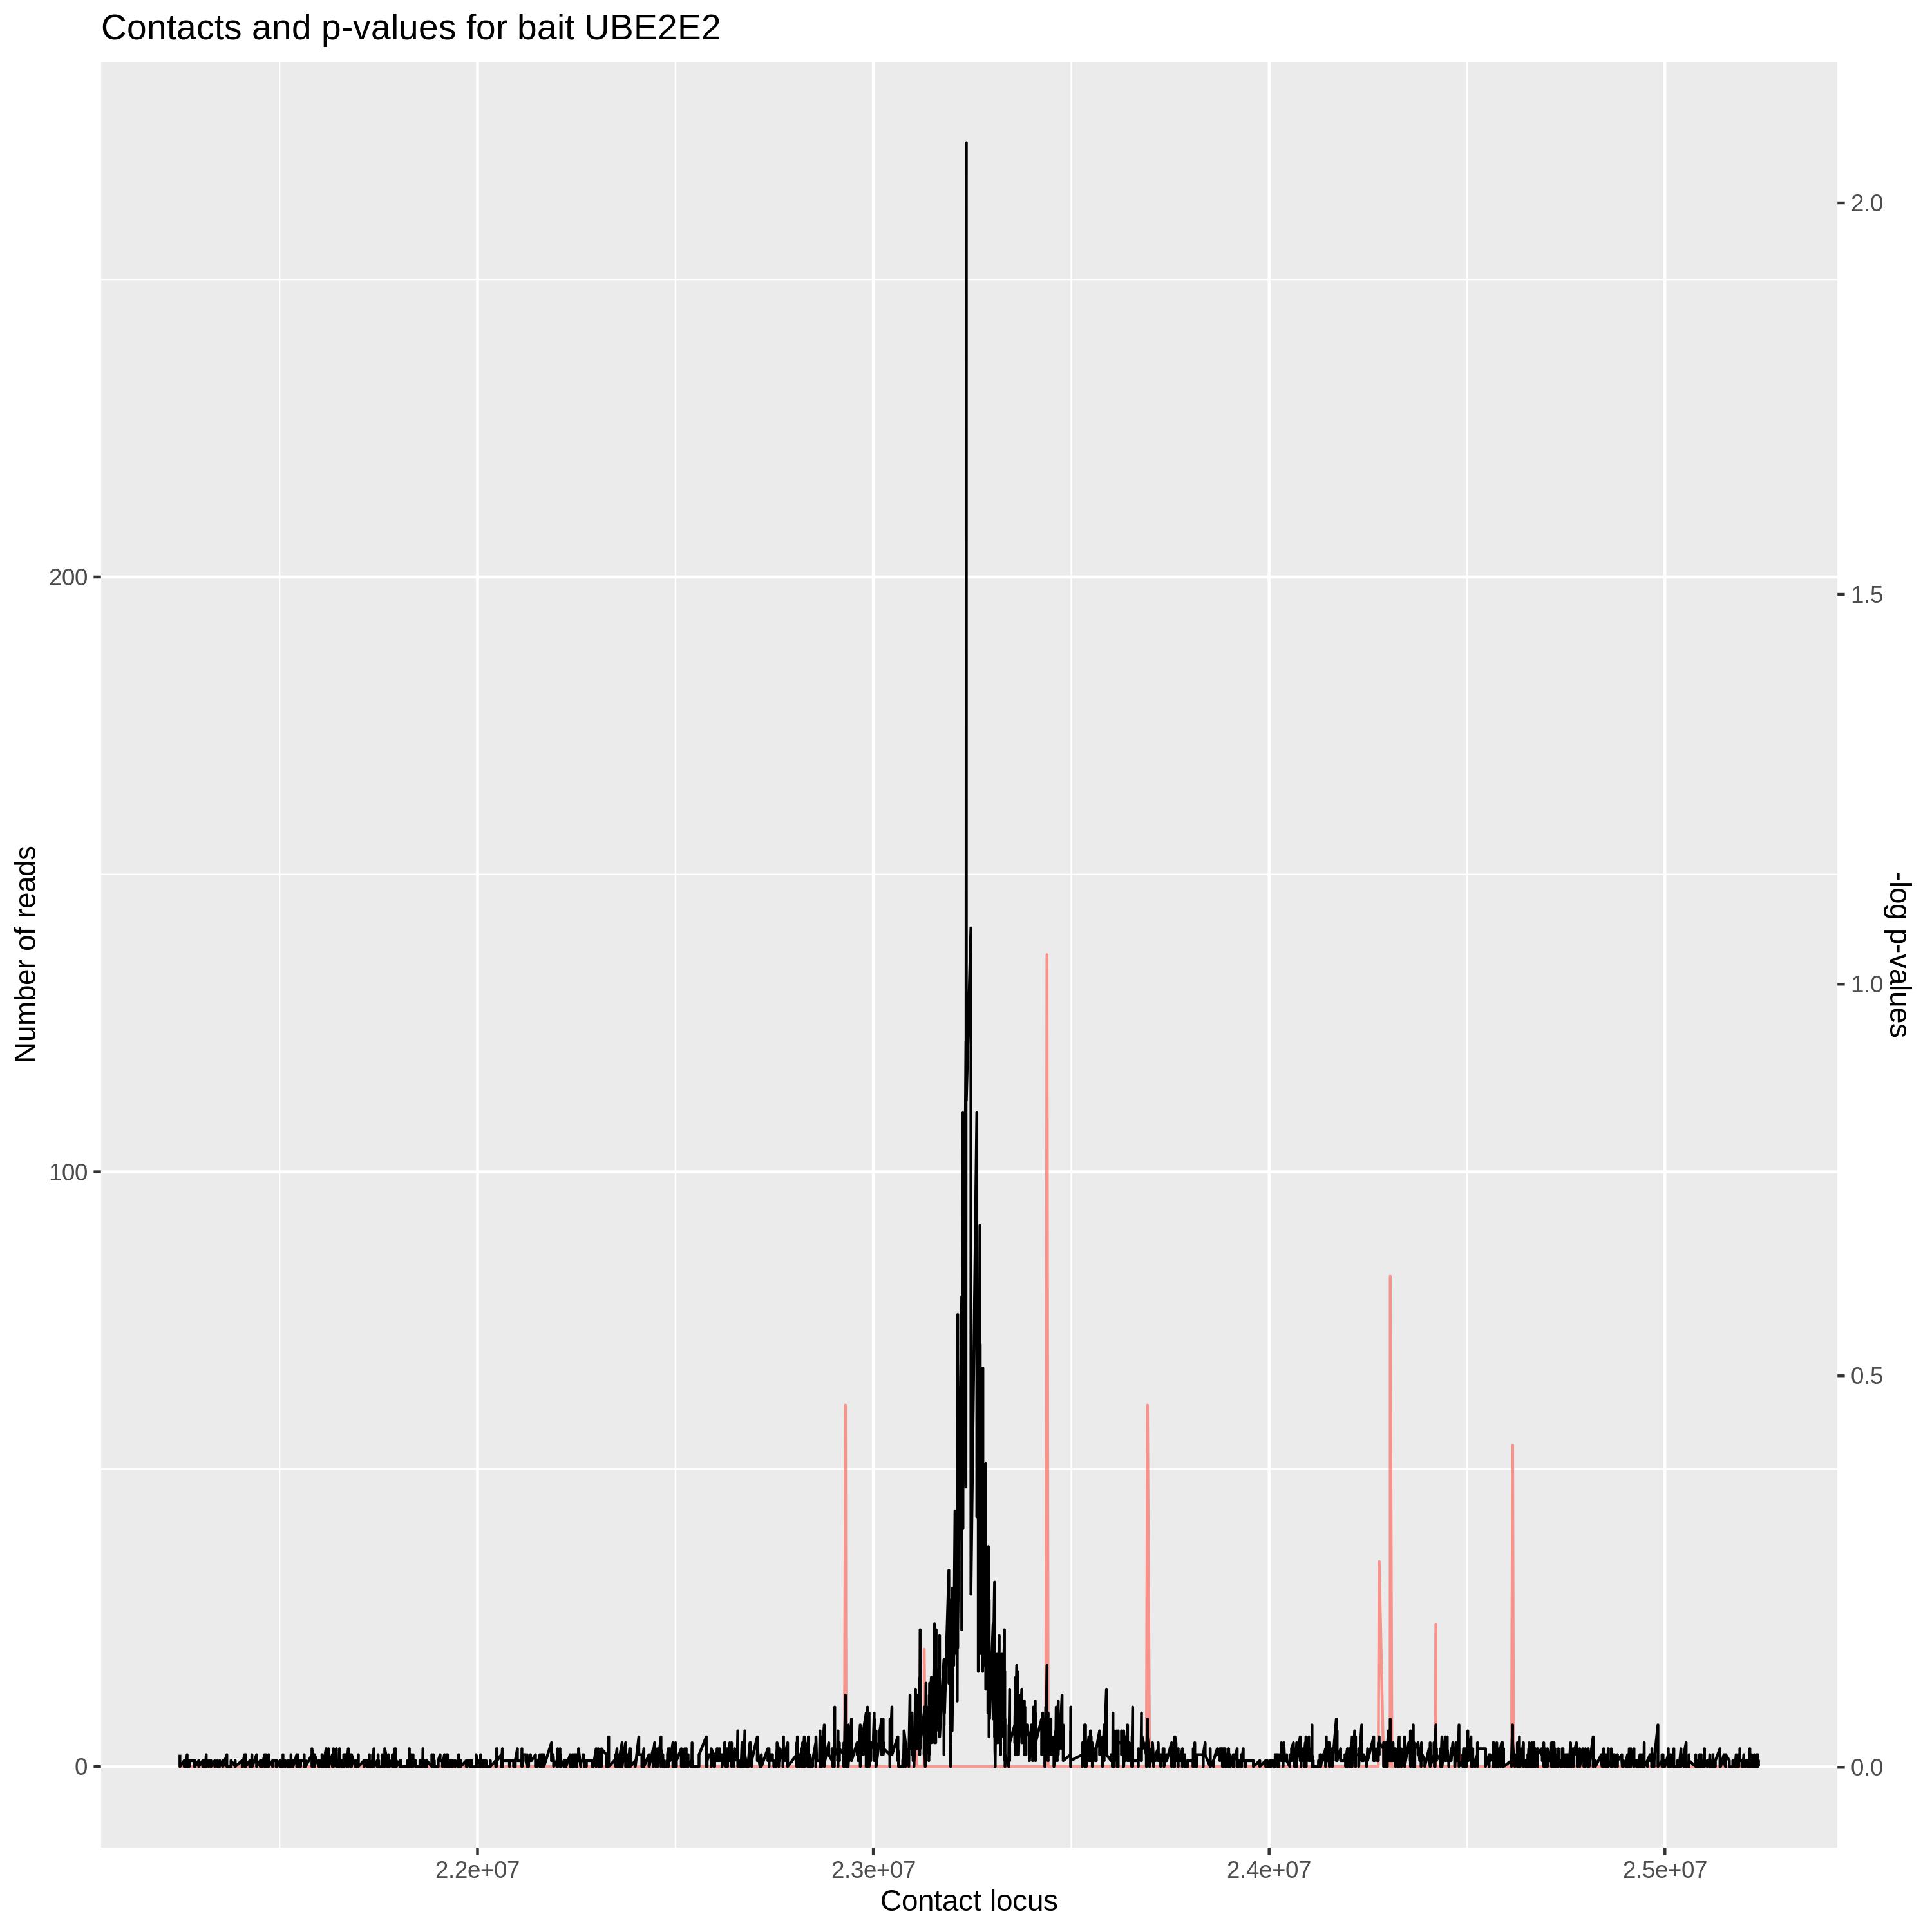 Contacts and p-values for bait UBE2E2
Number of reads
200
100
0
2.0
1.5
1.0
0.5
0.0
-log p-values
2.2e+07
2.3e+07
2.4e+07
2.5e+07
Contact locus